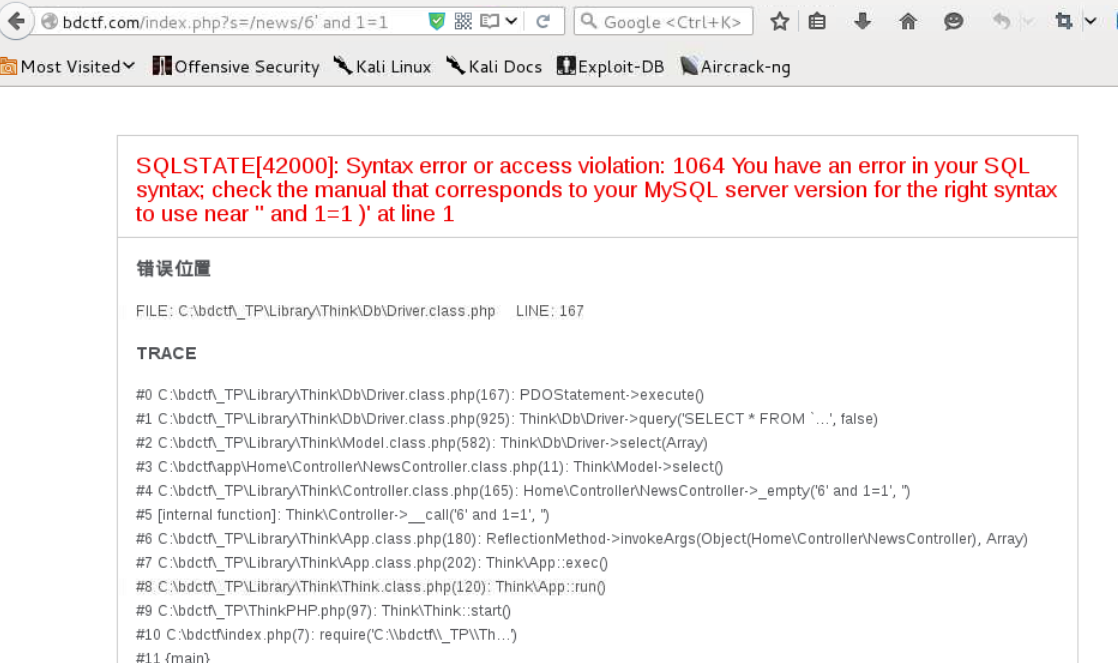 bdctf.com/index.php?s=/news/6' and 1=1
Google <Ctrl+K>
Most Visited
Offensive Security
Kali Linux
Kali Docs
Exploit-DB
Aircrack-ng
SQLSTATE[42000]: Syntax error or access violation: 1064 You have an error in your SQL
syntax; check the manual that corresponds to your MySQL server version for the right syntax
to use near '' and 1=1 )' at line 1
错误位置
FILE: C:\bdctf\_TP\Library\Think\Db\Driver.class.php LINE: 167
TRACE
#0 C:\bdctf\_TP\Library\Think\Db\Driver.class.php(167): PDOStatement->execute()
#1 C:\bdctf\_TP\Library\Think\Db\Driver.class.php(925): Think\Db\Driver->query('SELECT * FROM `...', false)
#2 C:\bdctf\_TP\Library\Think\Model.class.php(582): Think\Db\Driver->select(Array)
#3 C:\bdctf\app\Home\Controller\NewsController.class.php(11): Think\Model->select()
#4 C:\bdctf\_TP\Library\Think\Controller.class.php(165): Home\Controller\NewsController->_empty('6' and 1=1', '')
#5 [internal function]: Think\Controller->__call('6' and 1=1', '')
#6 C:\bdctf\_TP\Library\Think\App.class.php(180): ReflectionMethod->invokeArgs(Object(Home\Controller\NewsController), Array)
#7 C:\bdctf\_TP\Library\Think\App.class.php(202): Think\App::exec()
#8 C:\bdctf\_TP\Library\Think\Think.class.php(120): Think\App::run()
#9 C:\bdctf\_TP\ThinkPHP.php(97): Think\Think::start()
#10 C:\bdctf\index.php(7): require('C:\\bdctf\\_TP\\Th...')
#11 {main}